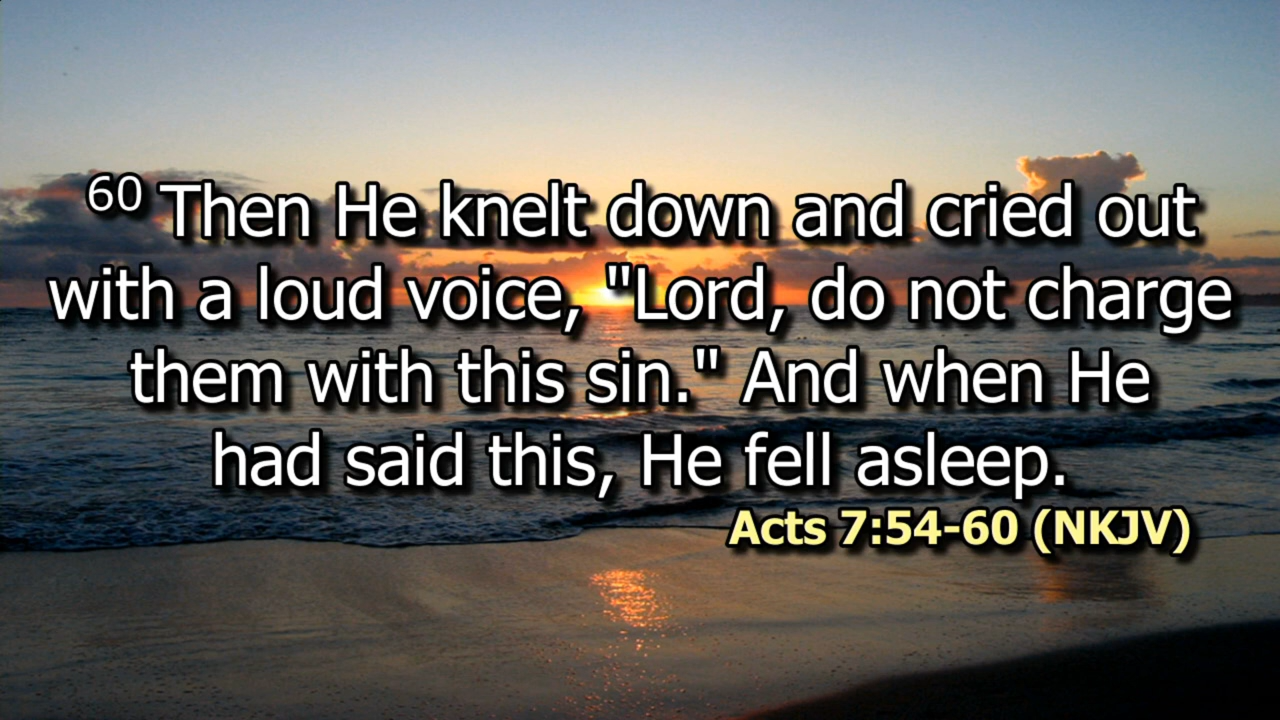 60 Then He knelt down and cried out
with a loud voice, "Lord, do not charge
them with this sin." And when He
had said this, He fell asleep.
Acts 7:54-60 (NKJV)